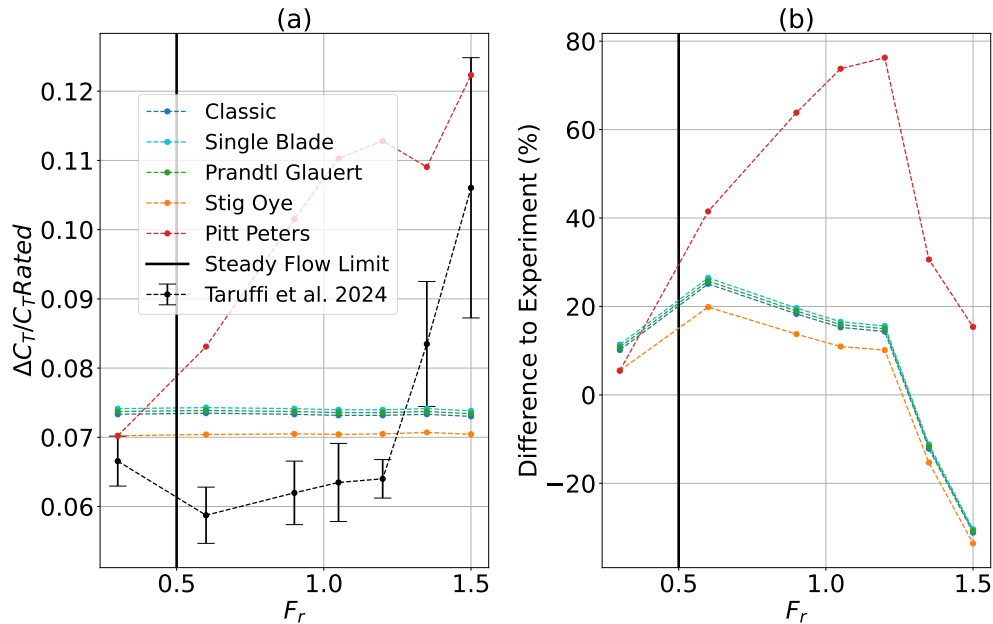 (a)
0.12
0.11
0.10
0.09
0.08
0.07
0.06
ΔC_T/C_TRated
0.5
1.0
1.5
F_r
Classic
Single Blade
Prandtl Glauert
Stig Oye
Pitt Peters
Steady Flow Limit
Taruffi et al. 2024
(b)
80
60
40
20
0
−20
Difference to Experiment (%)
0.5
1.0
1.5
F_r